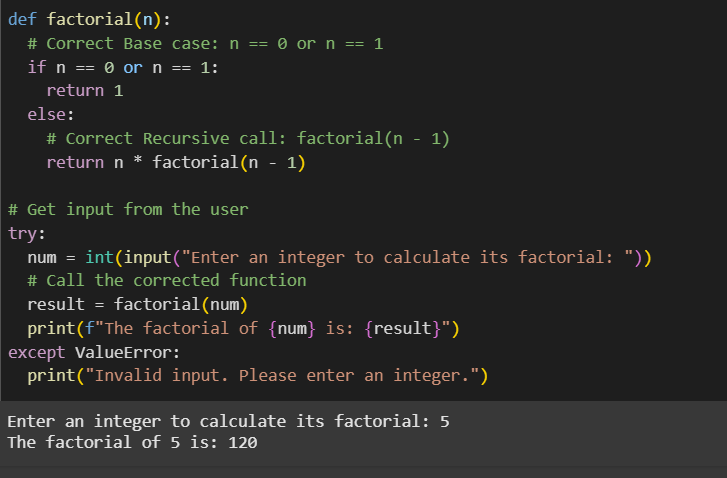 def factorial(n):
  # Correct Base case: n == 0 or n == 1
  if n == 0 or n == 1:
    return 1
  else:
    # Correct Recursive call: factorial(n - 1)
    return n * factorial(n - 1)

# Get input from the user
try:
  num = int(input("Enter an integer to calculate its factorial: "))
  # Call the corrected function
  result = factorial(num)
  print(f"The factorial of {num} is: {result}")
except ValueError:
  print("Invalid input. Please enter an integer.")
Enter an integer to calculate its factorial: 5
The factorial of 5 is: 120